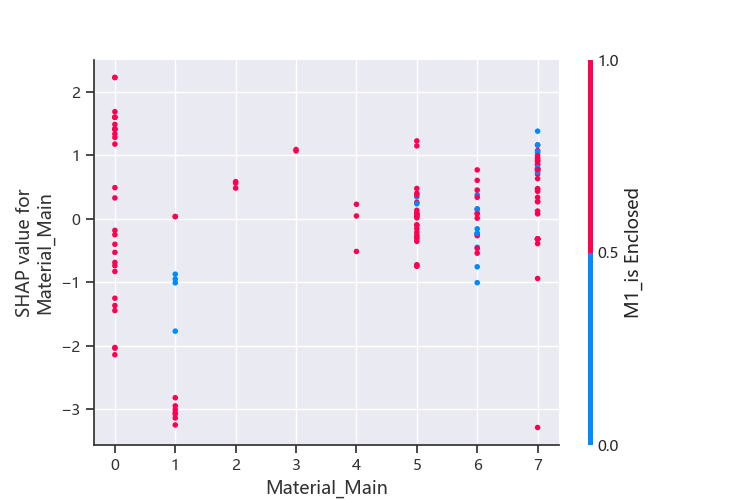 2
1
0
−1
−2
−3
SHAP value for
Material_Main
0 1 2 3 4 5 6 7
Material_Main
1.0
0.5
0.0
M1_is Enclosed